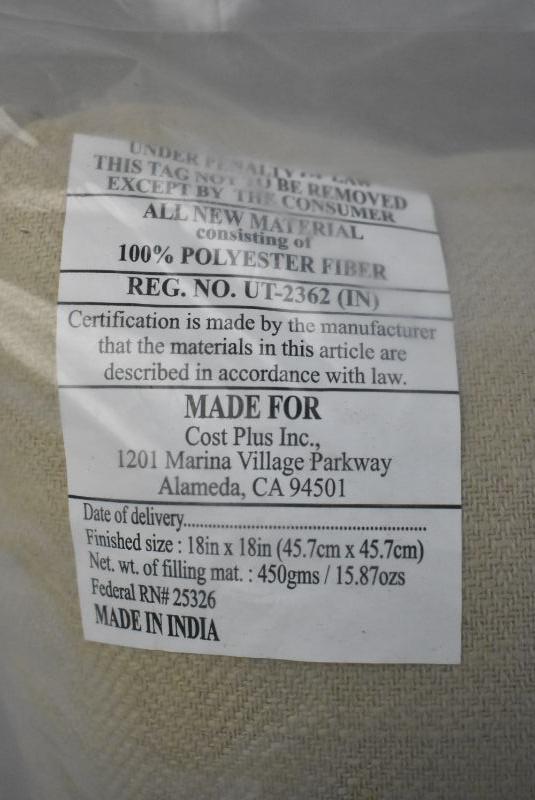 UNDER PENALTY OF LAW
THIS TAG NOT TO BE REMOVED
EXCEPT BY THE CONSUMER
ALL NEW MATERIAL
consisting of
100% POLYESTER FIBER
REG. NO. UT-2362 (IN)
Certification is made by the manufacturer
that the materials in this article are
described in accordance with law.
MADE FOR
Cost Plus Inc.,
1201 Marina Village Parkway
Alameda, CA 94501
Date of delivery............................................................
Finished size : 18in x 18in (45.7cm x 45.7cm)
Net. wt. of filling mat. : 450gms / 15.87ozs
Federal RN# 25326
MADE IN INDIA